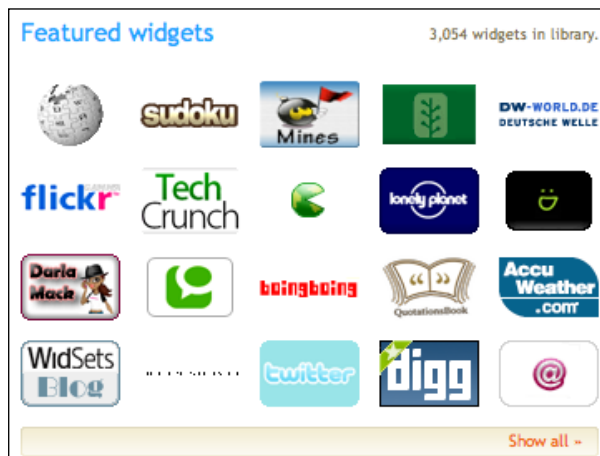 Featured widgets
3,054 widgets in library.
sudoku
Mines
DW-WORLD.DE
DEUTSCHE WELLE
flickr
Tech
Crunch
lonely planet
Darla
Mack
boingboing
QuotationsBook
Accu
Weather
.com
WidSets
Blog
twitter
digg
@
Show all »